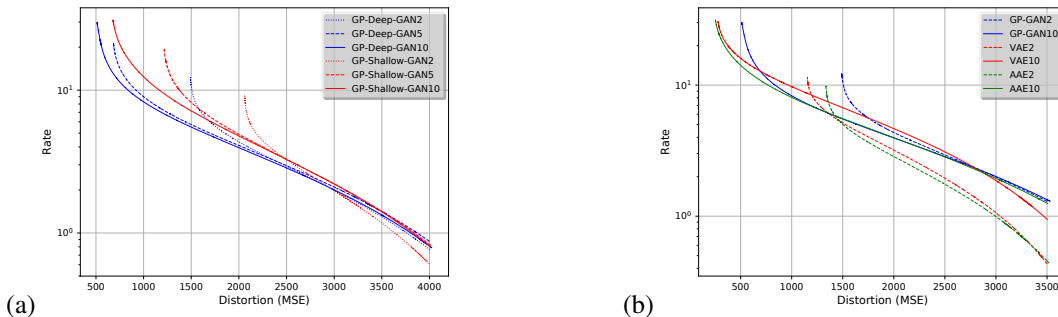 GP-Deep-GAN2
GP-Deep-GAN5
GP-Deep-GAN10
GP-Shallow-GAN2
GP-Shallow-GAN5
GP-Shallow-GAN10
10¹
10⁰
Rate
500 1000 1500 2000 2500 3000 3500 4000
Distortion (MSE)
(a)
GP-GAN2
GP-GAN10
VAE2
VAE10
AAE2
AAE10
10¹
10⁰
Rate
500 1000 1500 2000 2500 3000 3500
Distortion (MSE)
(b)